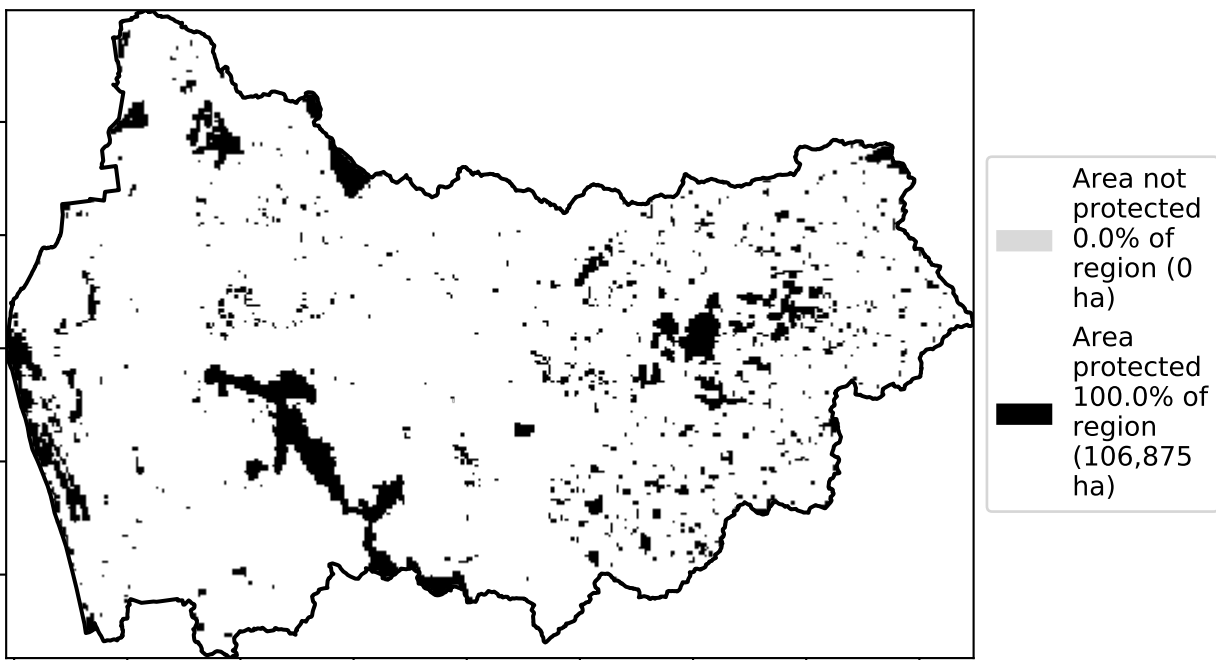 Area not
protected
0.0% of
region (0
ha)
Area
protected
100.0% of
region
(106,875
ha)